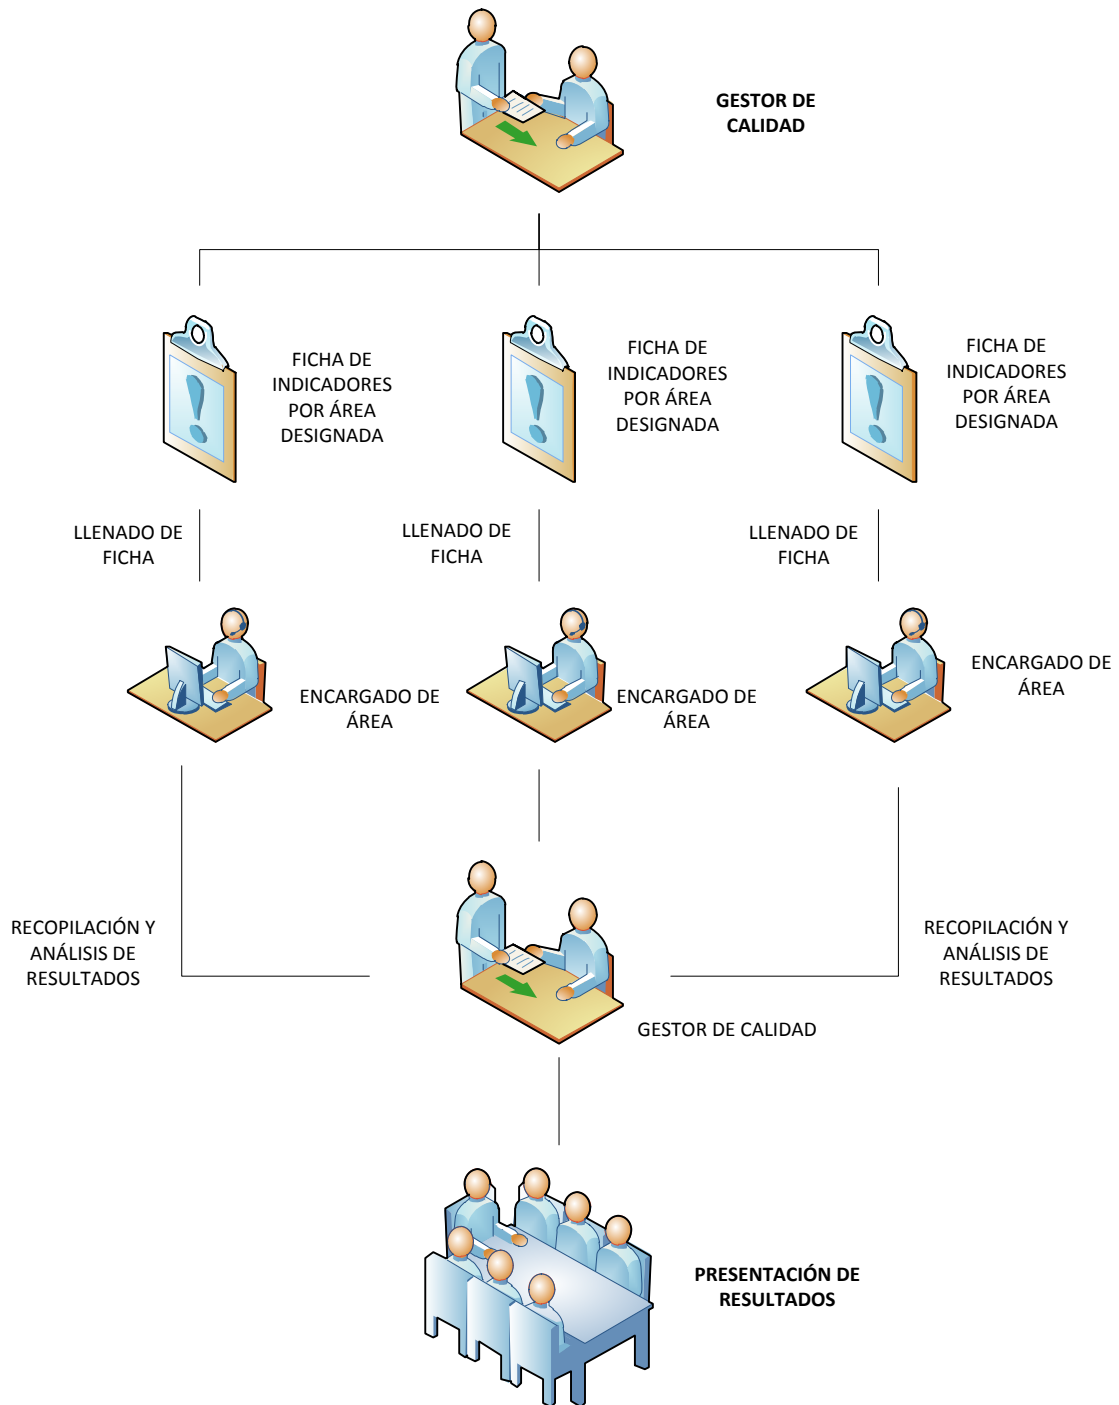 GESTOR DE
CALIDAD
FICHA DE
INDICADORES
POR ÁREA
DESIGNADA
FICHA DE
INDICADORES
POR ÁREA
DESIGNADA
FICHA DE
INDICADORES
POR ÁREA
DESIGNADA
LLENADO DE
FICHA
LLENADO DE
FICHA
LLENADO DE
FICHA
ENCARGADO DE
ÁREA
ENCARGADO DE
ÁREA
ENCARGADO DE
ÁREA
RECOPILACIÓN Y
ANÁLISIS DE
RESULTADOS
RECOPILACIÓN Y
ANÁLISIS DE
RESULTADOS
GESTOR DE CALIDAD
PRESENTACIÓN DE
RESULTADOS